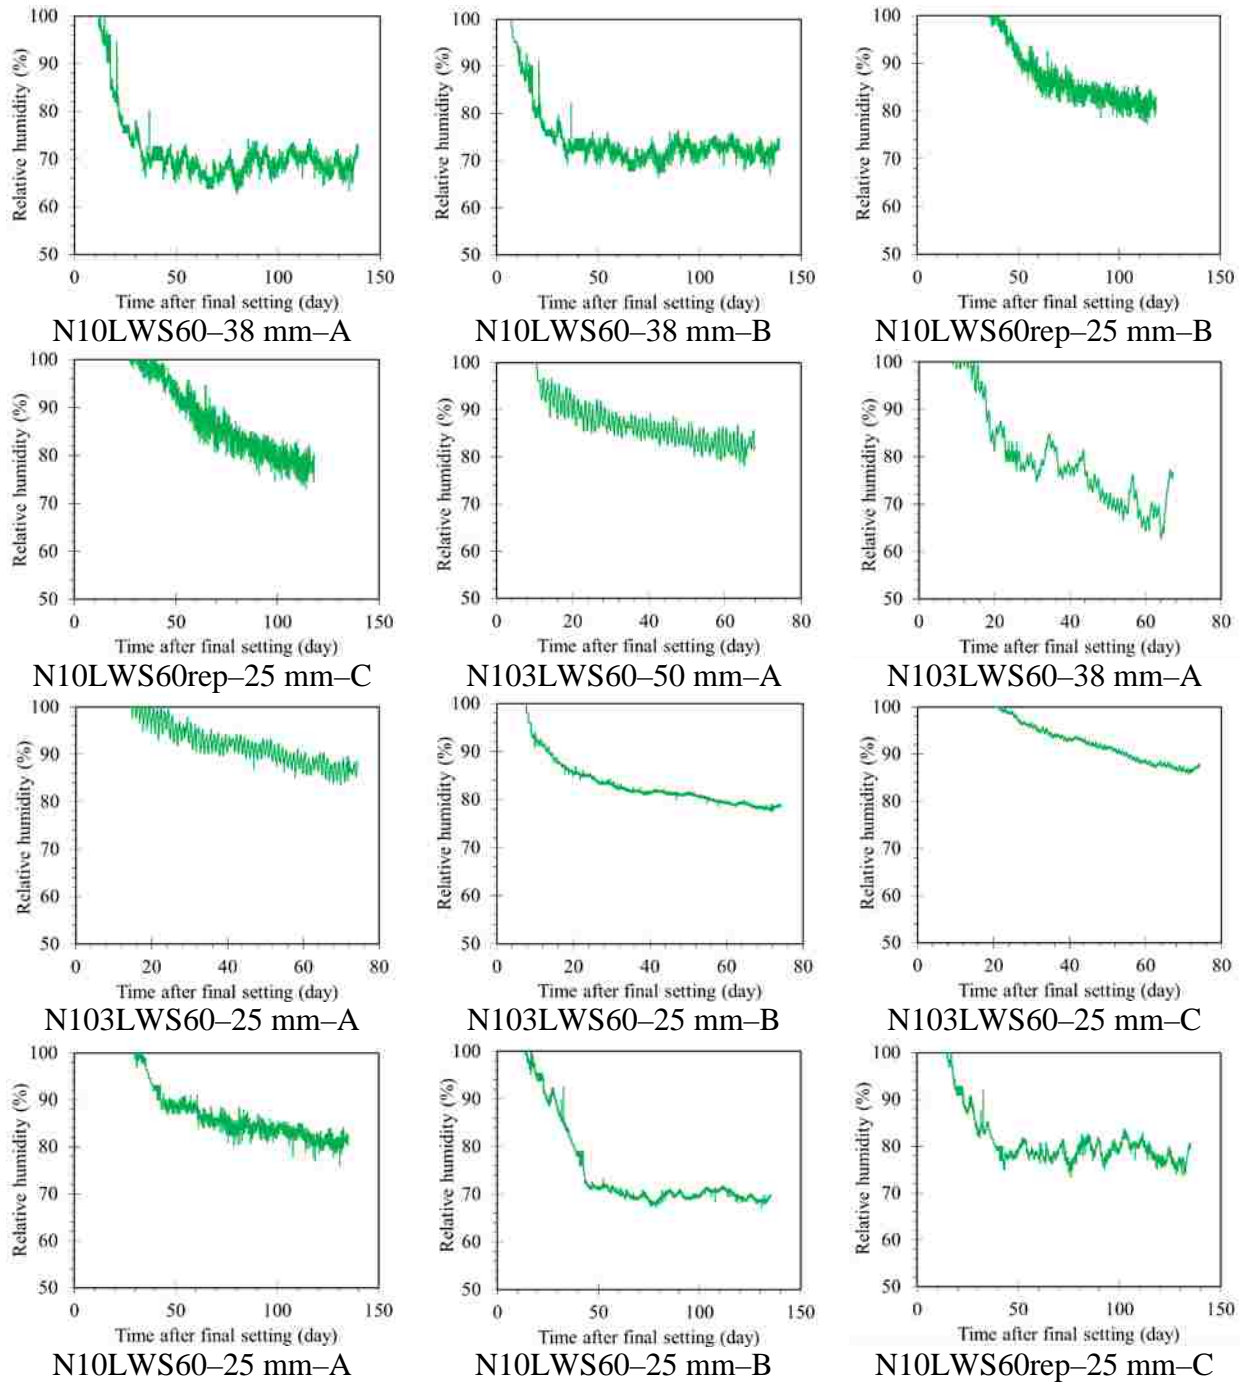 100
90
80
70
60
50
Relative humidity (%)
0 50 100 150
Time after final setting (day)
N10LWS60–38 mm–A
100
90
80
70
60
50
Relative humidity (%)
0 50 100 150
Time after final setting (day)
N10LWS60–38 mm–B
100
90
80
70
60
50
Relative humidity (%)
0 50 100 150
Time after final setting (day)
N10LWS60rep–25 mm–B
100
90
80
70
60
50
Relative humidity (%)
0 50 100 150
Time after final setting (day)
N10LWS60rep–25 mm–C
100
90
80
70
60
50
Relative humidity (%)
0 20 40 60 80
Time after final setting (day)
N103LWS60–50 mm–A
100
90
80
70
60
50
Relative humidity (%)
0 20 40 60 80
Time after final setting (day)
N103LWS60–38 mm–A
100
90
80
70
60
50
Relative humidity (%)
0 20 40 60 80
Time after final setting (day)
N103LWS60–25 mm–A
100
90
80
70
60
50
Relative humidity (%)
0 20 40 60 80
Time after final setting (day)
N103LWS60–25 mm–B
100
90
80
70
60
50
Relative humidity (%)
0 20 40 60 80
Time after final setting (day)
N103LWS60–25 mm–C
100
90
80
70
60
50
Relative humidity (%)
0 50 100 150
Time after final setting (day)
N10LWS60–25 mm–A
100
90
80
70
60
50
Relative humidity (%)
0 50 100 150
Time after final setting (day)
N10LWS60–25 mm–B
100
90
80
70
60
50
Relative humidity (%)
0 50 100 150
Time after final setting (day)
N10LWS60rep–25 mm–C